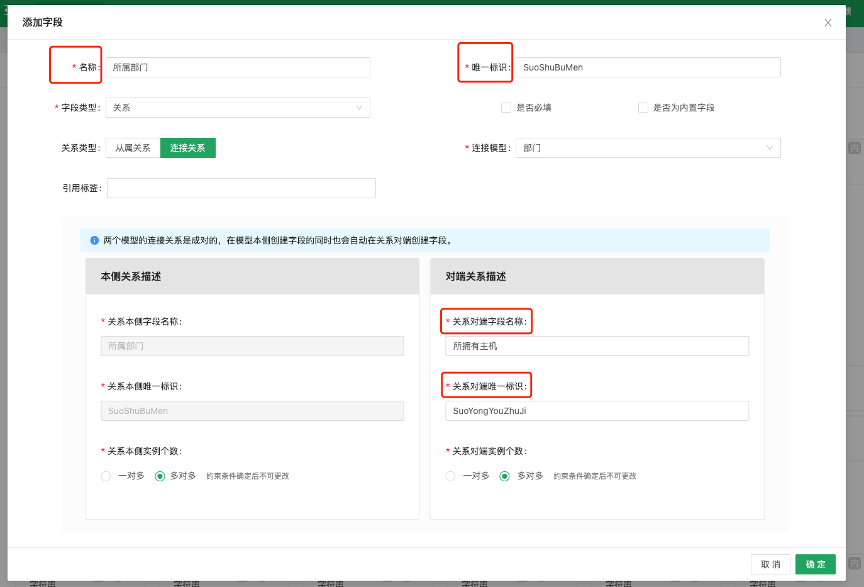 添加字段
* 名称: 所属部门
* 唯一标识: SuoShuBuMen
* 字段类型: 关系
是否必填
是否为内置字段
关系类型: 从属关系 连接关系
* 连接模型: 部门
引用标签:
两个模型的连接关系是成对的，在模型本侧创建字段的同时也会自动在关系对端创建字段。
本侧关系描述
* 关系本侧字段名称:
所属部门
* 关系本侧唯一标识:
SuoShuBuMen
* 关系本侧实例个数:
一对多 多对多 约束条件确定后不可更改
对端关系描述
* 关系对端字段名称:
所拥有主机
* 关系对端唯一标识:
SuoYongYouZhuJi
* 关系对端实例个数:
一对多 多对多 约束条件确定后不可更改
取 消 确 定